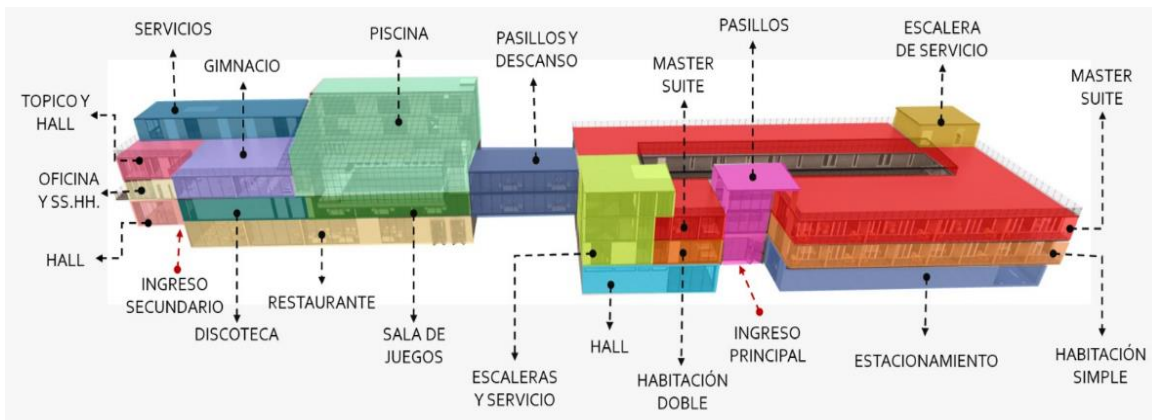 SERVICIOS
GIMNACIO
PISCINA
PASILLOS Y
DESCANSO
MASTER
SUITE
PASILLOS
ESCALERA
DE SERVICIO
MASTER
SUITE
TOPICO Y
HALL
OFICINA
Y SS.HH.
HALL
INGRESO
SECUNDARIO
DISCOTECA
RESTAURANTE
SALA DE
JUEGOS
ESCALERAS
Y SERVICIO
HALL
HABITACIÓN
DOBLE
INGRESO
PRINCIPAL
ESTACIONAMIENTO
HABITACIÓN
SIMPLE